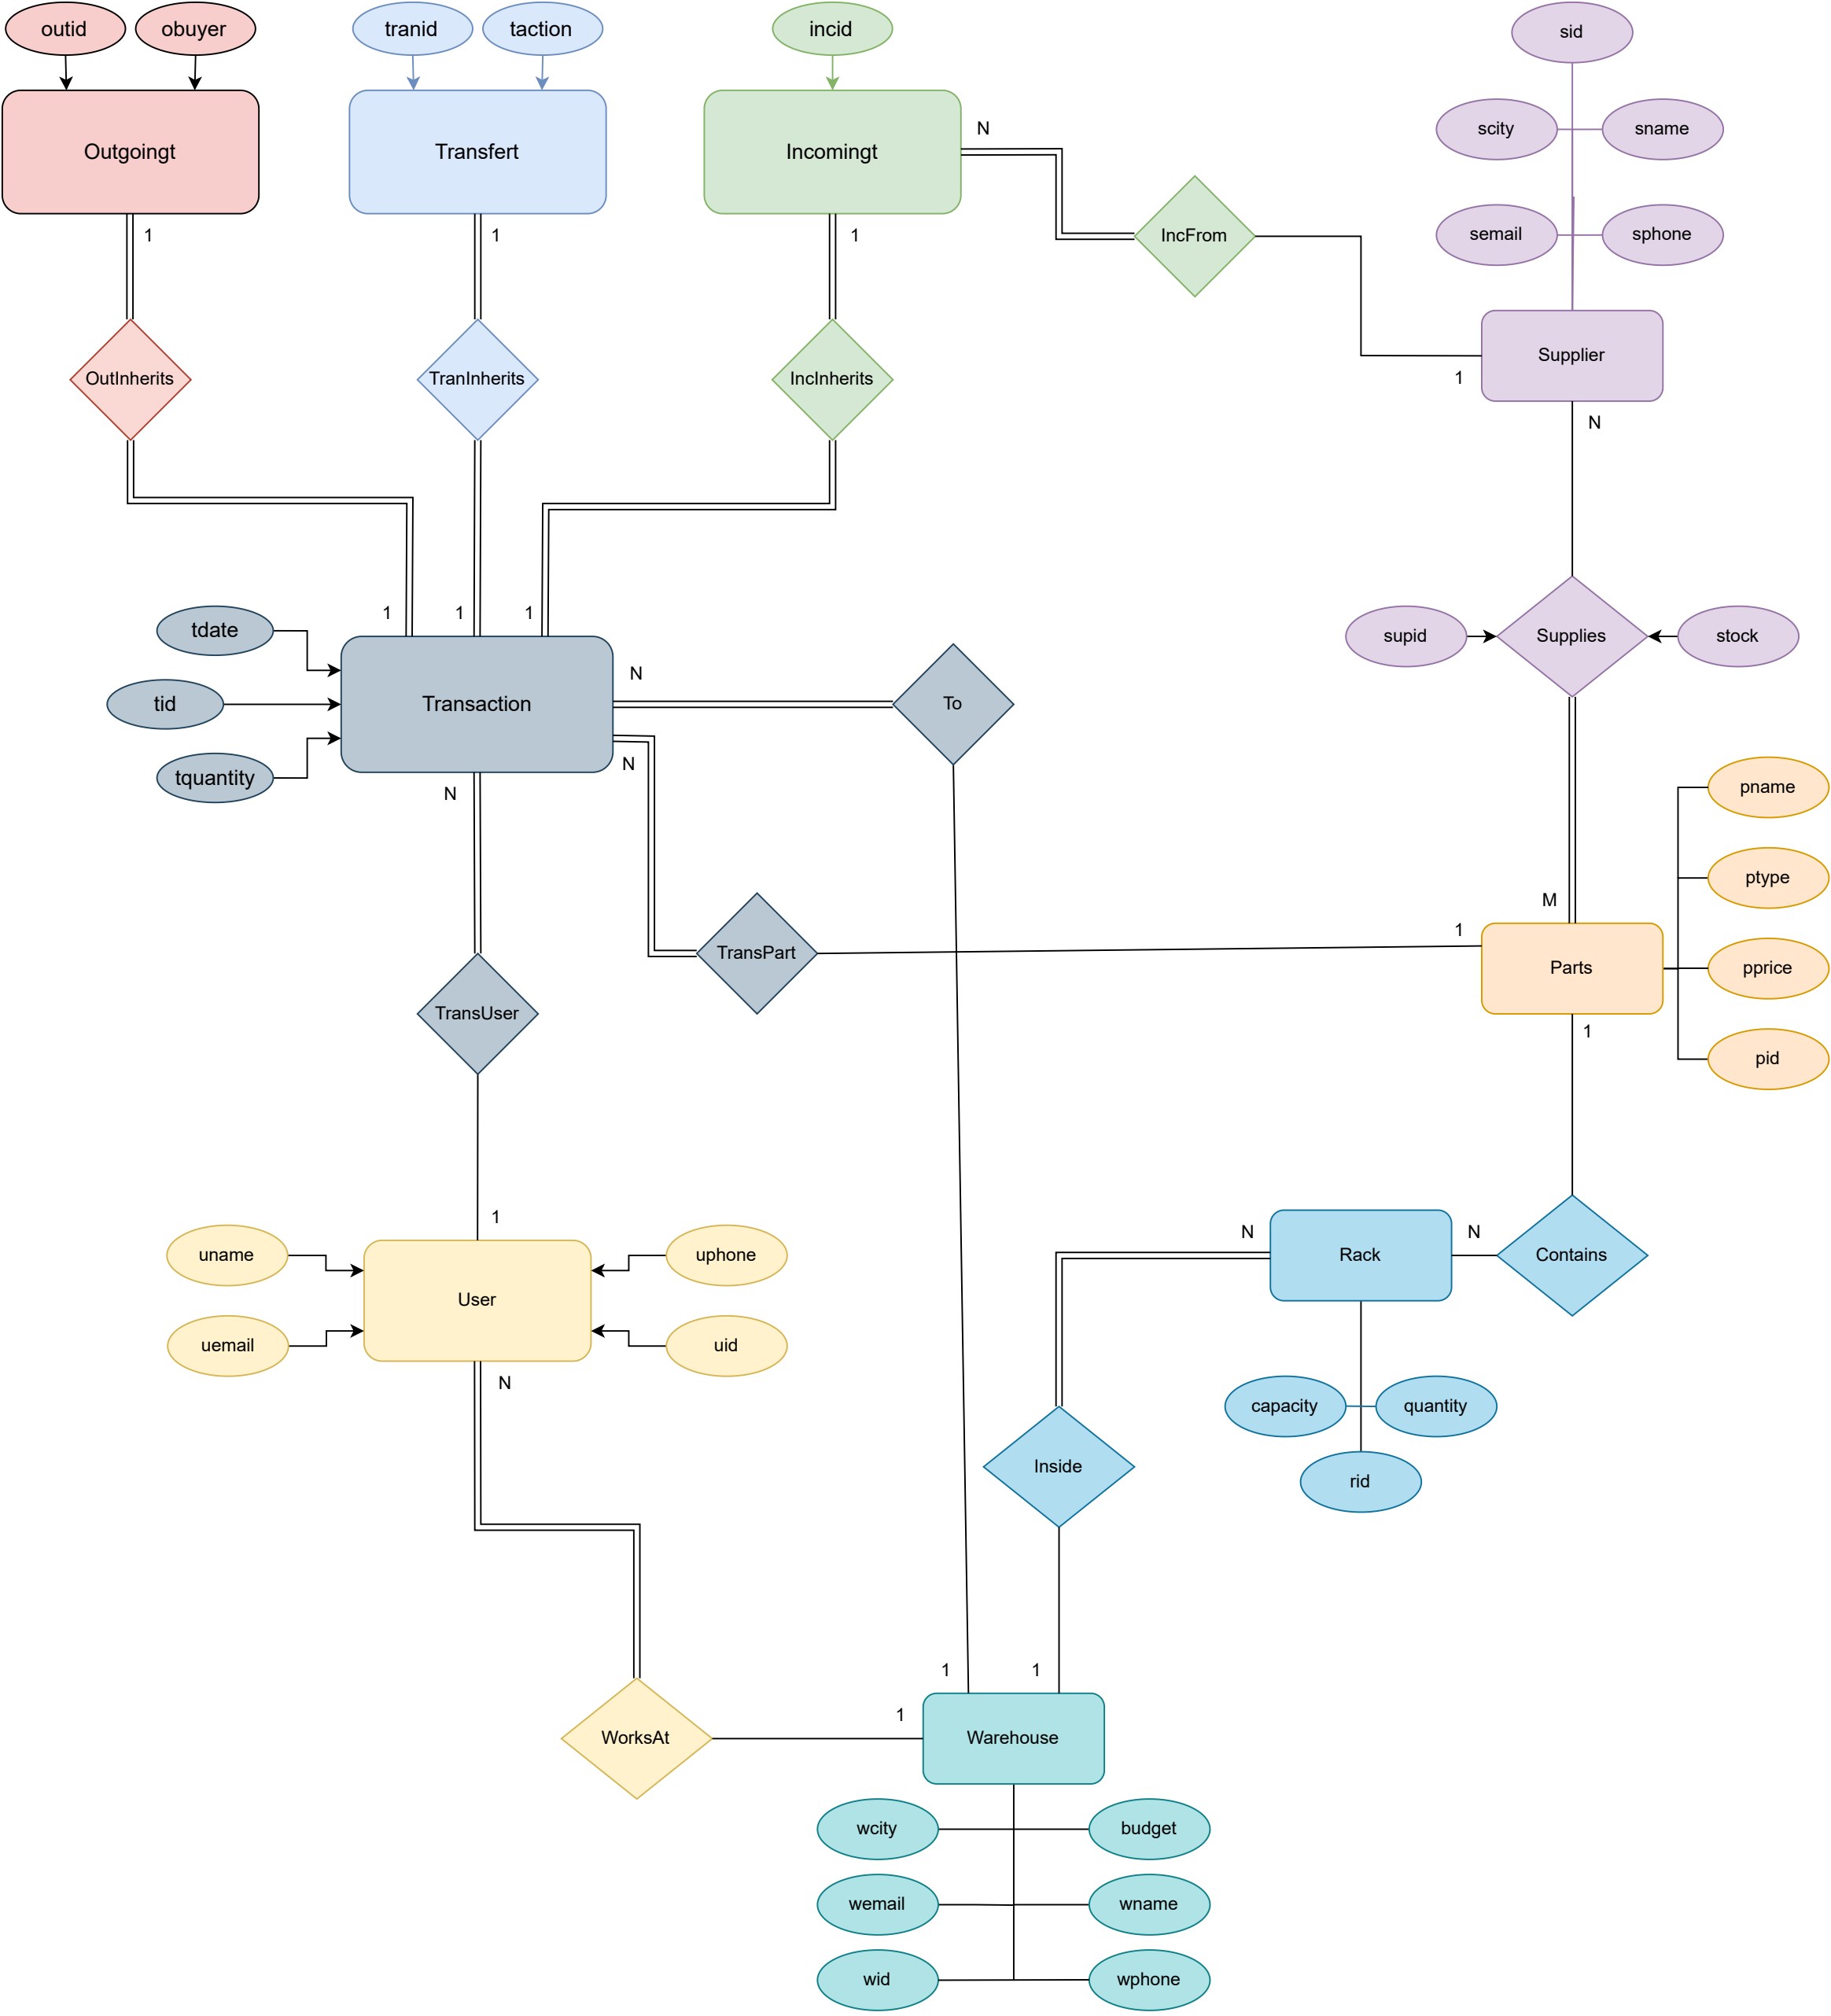 outid
obuyer
tranid
taction
incid
sid
scity
sname
Outgoingt
Transfert
Incomingt
N
semail
sphone
1
1
1
IncFrom
Supplier
1
OutInherits
TranInherits
IncInherits
N
1
1
1
tdate
tid
tquantity
Transaction
N
N
N
To
supid
Supplies
stock
M
1
pname
ptype
pprice
pid
Parts
1
TransPart
TransUser
1
uname
uemail
User
uphone
uid
N
N
Rack
N
Contains
capacity
quantity
rid
Inside
1
1
1
WorksAt
Warehouse
wcity
budget
wemail
wname
wid
wphone